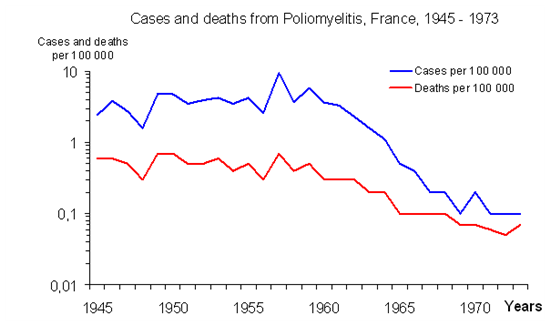 Cases and deaths from Poliomyelitis, France, 1945 - 1973
Cases and deaths
per 100 000
Cases per 100 000
Deaths per 100 000
10
1
0,1
0,01
1945 1950 1955 1960 1965 1970 Years